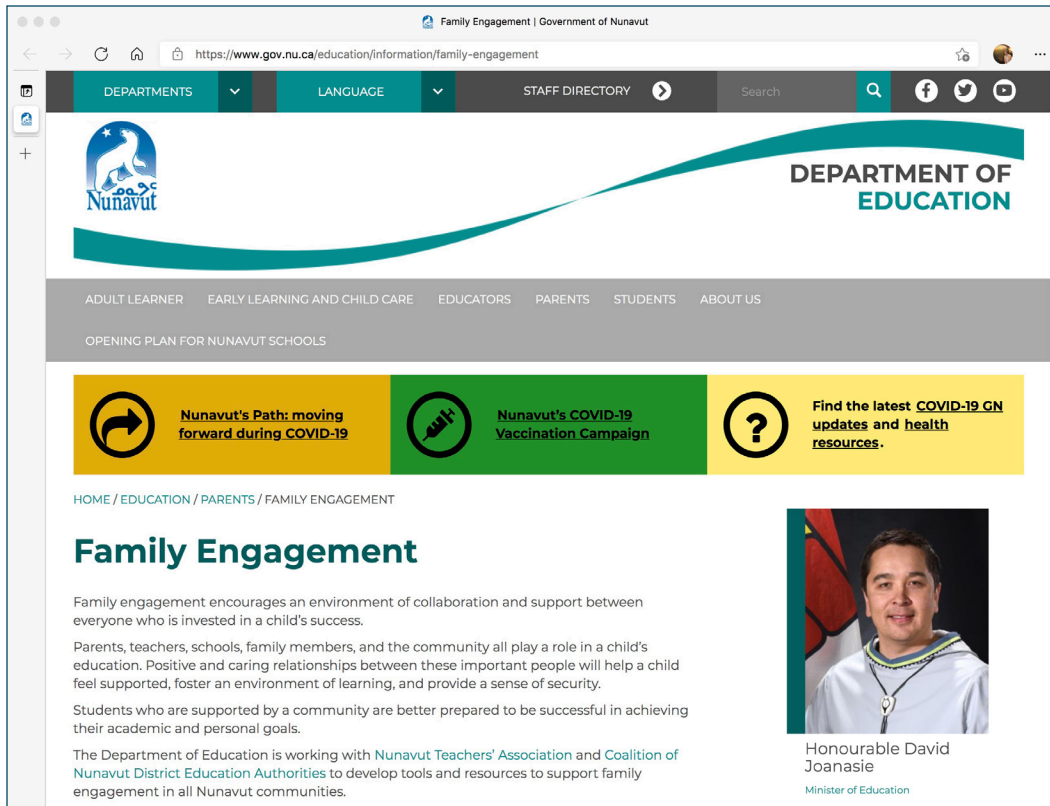 Family Engagement | Government of Nunavut
https://www.gov.nu.ca/education/information/family-engagement
DEPARTMENTS
LANGUAGE
STAFF DIRECTORY
Search
ᓄᓇᕗᑦ
Nunavut
DEPARTMENT OF
EDUCATION
ADULT LEARNER EARLY LEARNING AND CHILD CARE EDUCATORS PARENTS STUDENTS ABOUT US
OPENING PLAN FOR NUNAVUT SCHOOLS
Nunavut's Path: moving
forward during COVID-19
Nunavut's COVID-19
Vaccination Campaign
?
Find the latest COVID-19 GN
updates and health
resources.
HOME / EDUCATION / PARENTS / FAMILY ENGAGEMENT
Family Engagement
Family engagement encourages an environment of collaboration and support between
everyone who is invested in a child's success.
Parents, teachers, schools, family members, and the community all play a role in a child's
education. Positive and caring relationships between these important people will help a child
feel supported, foster an environment of learning, and provide a sense of security.
Students who are supported by a community are better prepared to be successful in achieving
their academic and personal goals.
The Department of Education is working with Nunavut Teachers' Association and Coalition of
Nunavut District Education Authorities to develop tools and resources to support family
engagement in all Nunavut communities.
Honourable David
Joanasie
Minister of Education